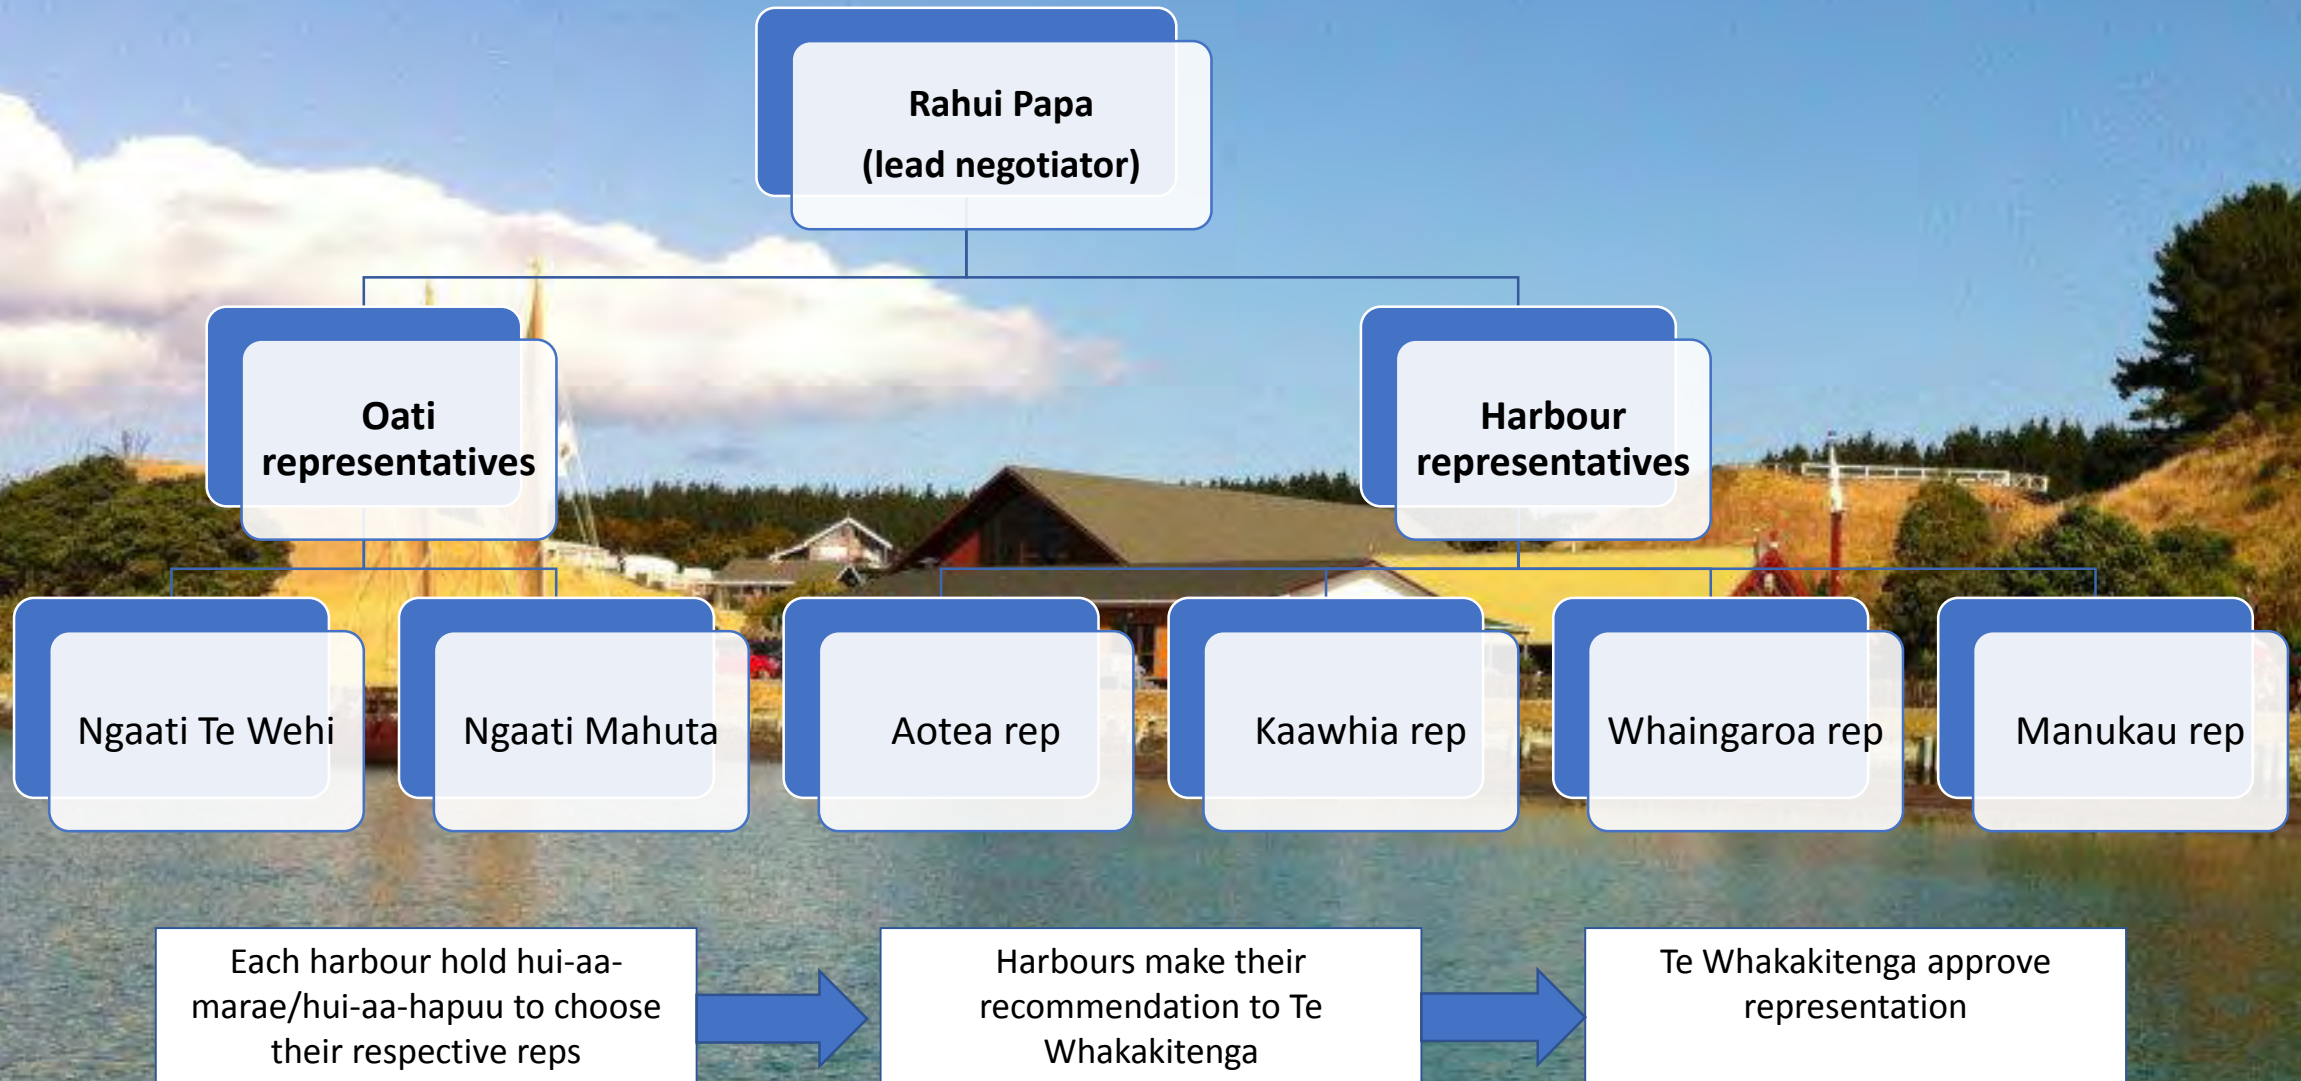 Rahui Papa
(lead negotiator)
Oati
representatives
Harbour
representatives
Ngaati Te Wehi
Ngaati Mahuta
Aotea rep
Kaawhia rep
Whaingaroa rep
Manukau rep
Each harbour hold hui-aa-
marae/hui-aa-hapuu to choose
their respective reps
Harbours make their
recommendation to Te
Whakakitenga
Te Whakakitenga approve
representation